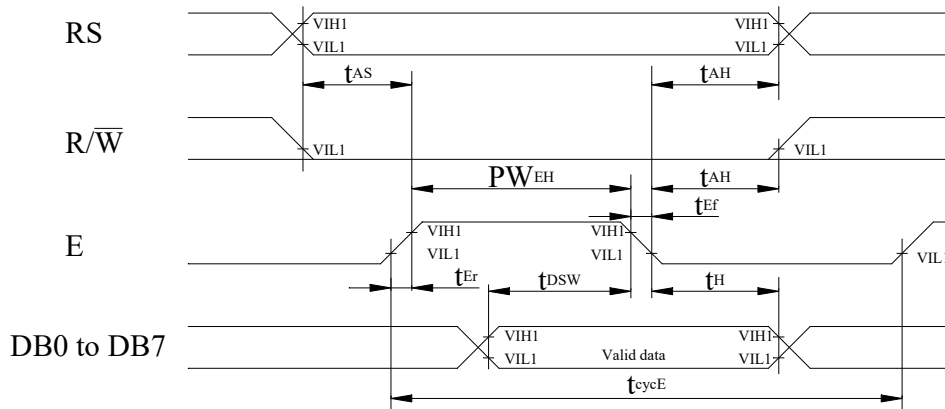 RS
VIH1 VIH1
VIL1 VIL1
tAS tAH
R/W̅
VIL1 VIL1
PWEH tAH
tEf
E
VIH1 VIH1
VIL1 VIL1 VIL1
tEr tDSW tH
DB0 to DB7
VIH1 VIH1
VIL1 Valid data VIL1
tcycE